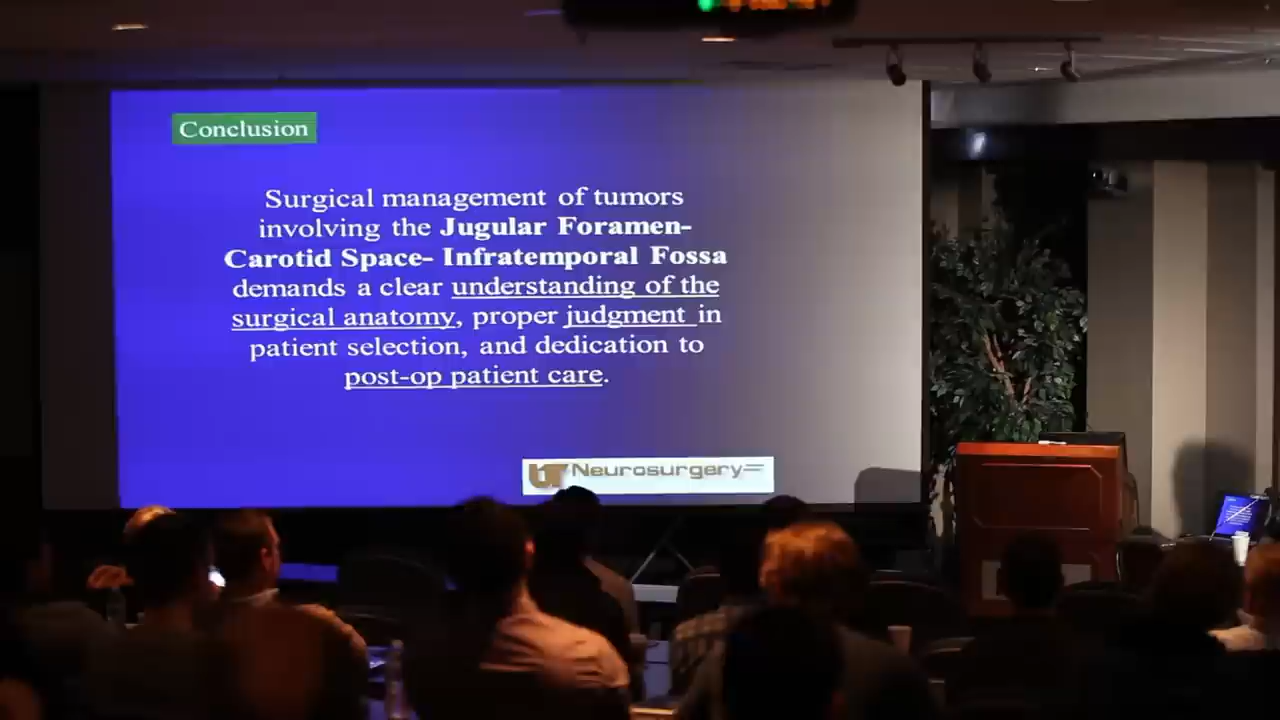 Conclusion
Surgical management of tumors
involving the Jugular Foramen-
Carotid Space- Infratemporal Fossa
demands a clear understanding of the
surgical anatomy, proper judgment in
patient selection, and dedication to
post-op patient care.
UT Neurosurgery